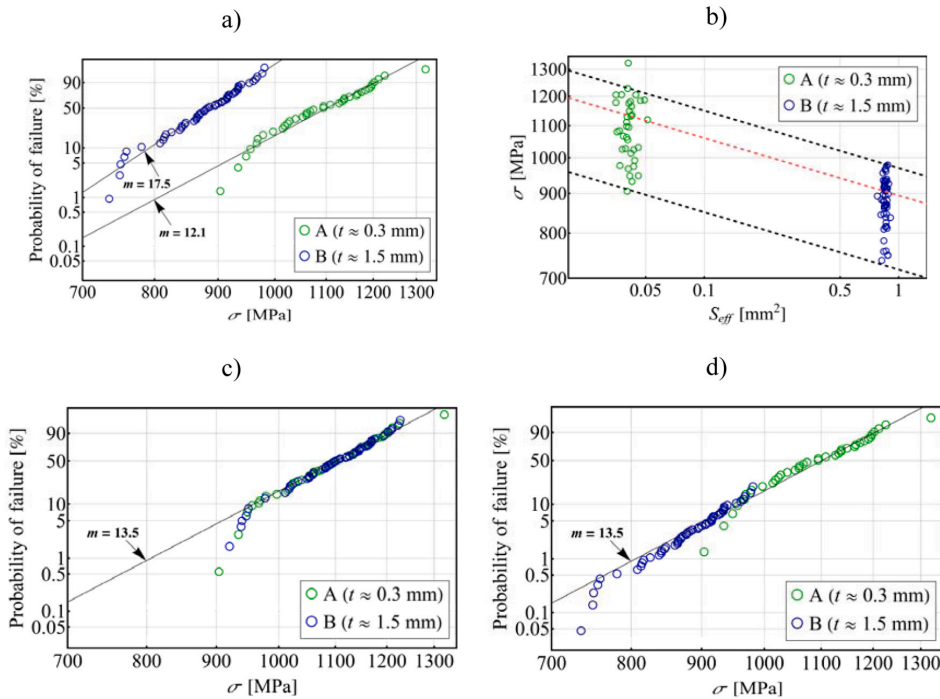 a)
Probability of failure [%]
90
50
10
5
1
0.5
0.1
0.05
m = 17.5
m = 12.1
A (t ≈ 0.3 mm)
B (t ≈ 1.5 mm)
700 800 900 1000 1100 1200 1300
σ [MPa]
b)
σ [MPa]
1300
1200
1100
1000
900
800
700
A (t ≈ 0.3 mm)
B (t ≈ 1.5 mm)
0.05 0.1 0.5 1
Seff [mm²]
c)
Probability of failure [%]
90
50
10
5
1
0.5
0.1
0.05
m = 13.5
A (t ≈ 0.3 mm)
B (t ≈ 1.5 mm)
700 800 900 1000 1100 1200 1300
σ [MPa]
d)
Probability of failure [%]
90
50
10
5
1
0.5
0.1
0.05
m = 13.5
A (t ≈ 0.3 mm)
B (t ≈ 1.5 mm)
700 800 900 1000 1100 1200 1300
σ [MPa]